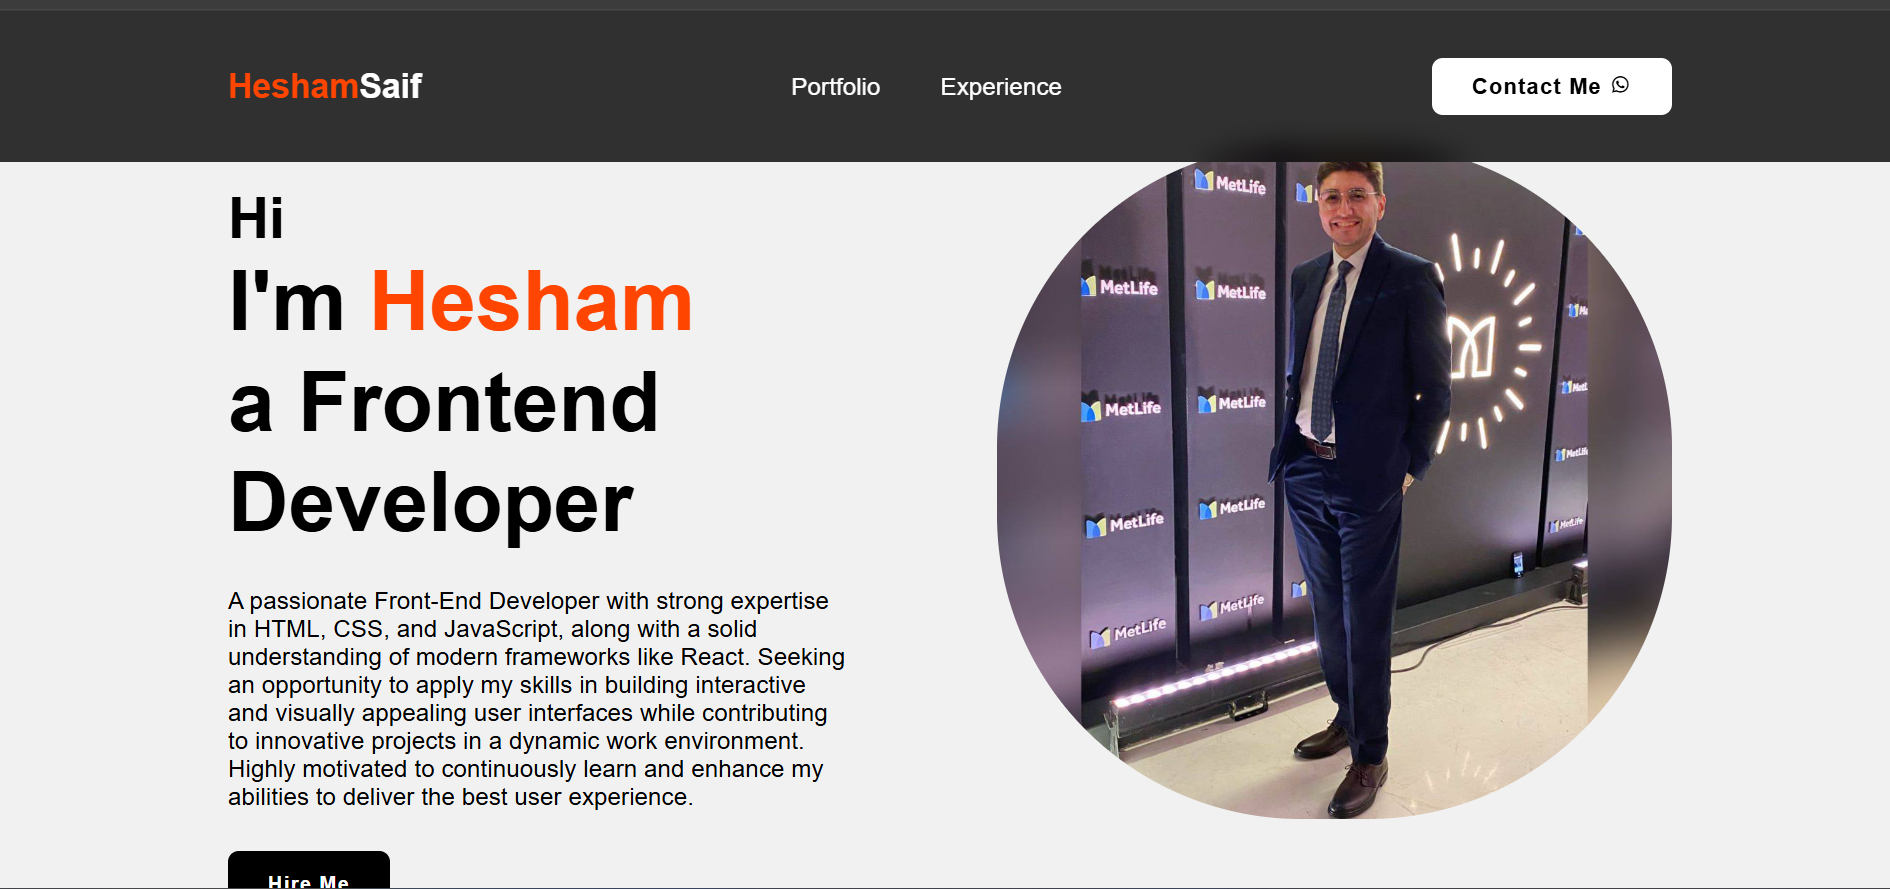 HeshamSaif
Portfolio
Experience
Contact Me
Hi
I'm Hesham
a Frontend
Developer
A passionate Front-End Developer with strong expertise
in HTML, CSS, and JavaScript, along with a solid
understanding of modern frameworks like React. Seeking
an opportunity to apply my skills in building interactive
and visually appealing user interfaces while contributing
to innovative projects in a dynamic work environment.
Highly motivated to continuously learn and enhance my
abilities to deliver the best user experience.
Hire Me
MetLife
MetLife
MetLife
MetLife
MetLife
MetLife
MetLife
MetLife
MetLife
MetLife
MetLife